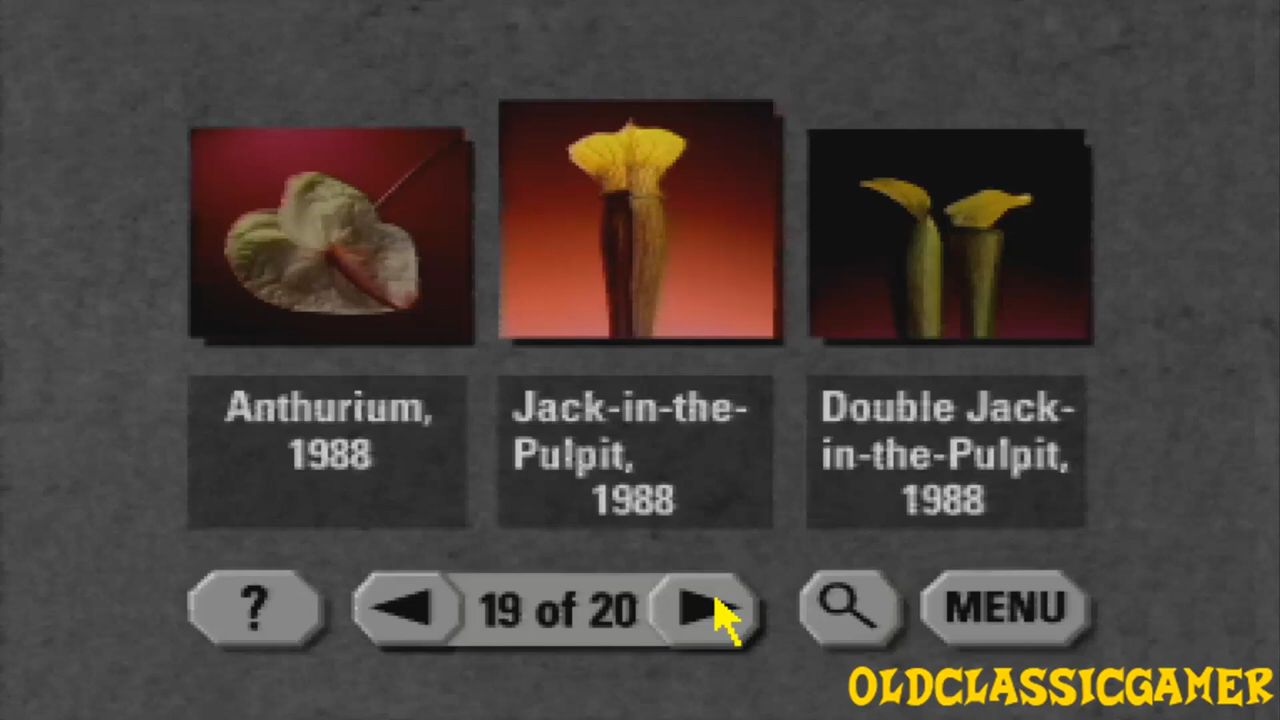 Anthurium,
1988
Jack-in-the-
Pulpit,
1988
Double Jack-
in-the-Pulpit,
1988
?
19 of 20
MENU
OLDCLASSICGAMER